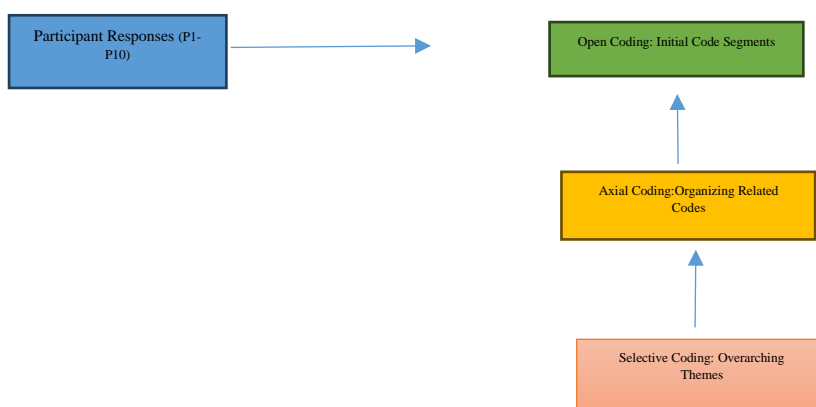 Participant Responses (P1-
P10)
Open Coding: Initial Code Segments
Axial Coding:Organizing Related
Codes
Selective Coding: Overarching
Themes